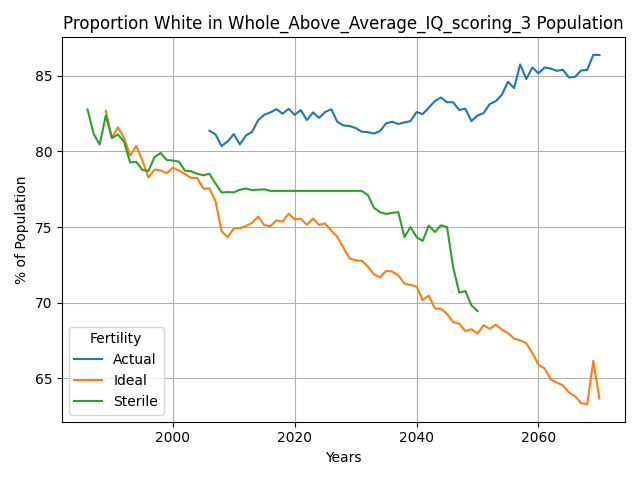 Proportion White in Whole_Above_Average_IQ_scoring_3 Population
% of Population
85
80
75
70
65
Fertility
Actual
Ideal
Sterile
2000
2020
2040
2060
Years